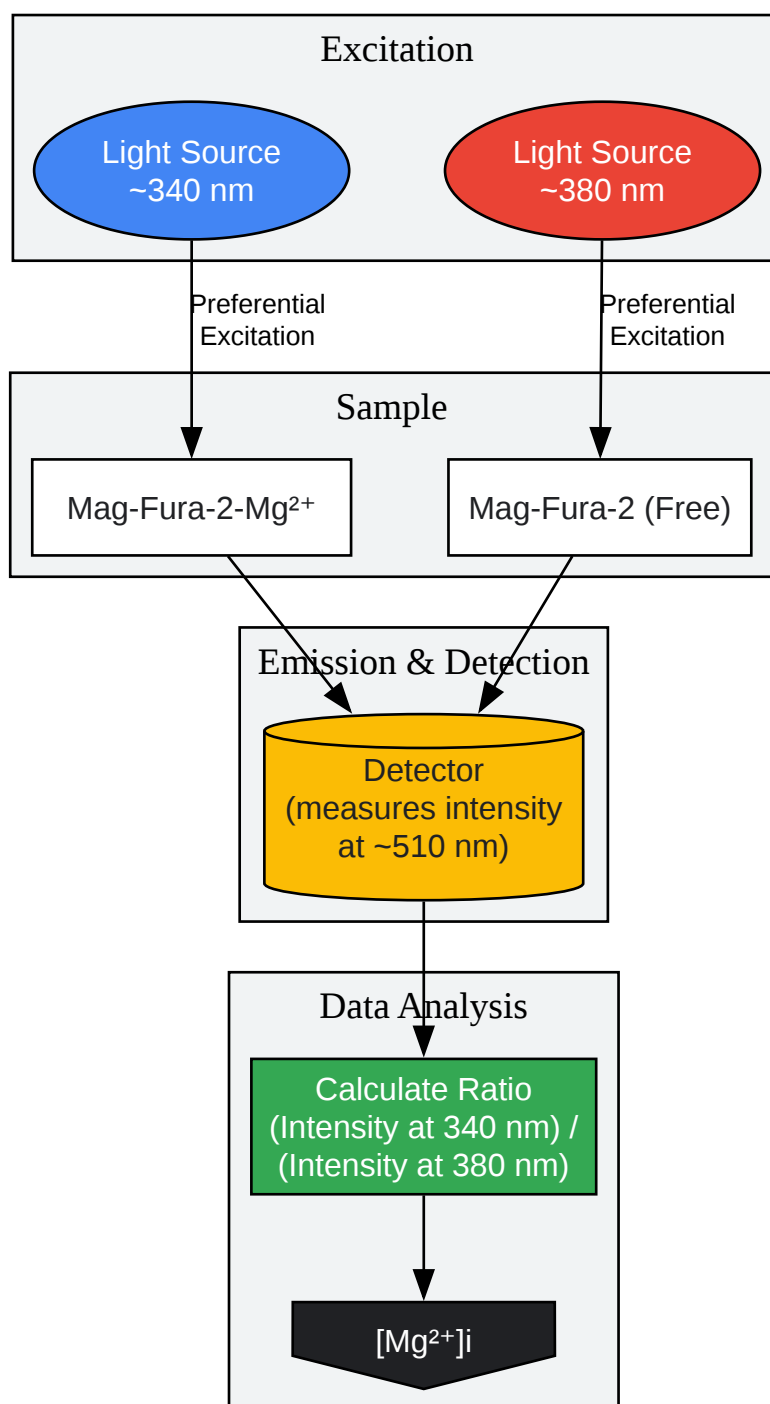 Excitation
Light Source
~340 nm
Light Source
~380 nm
Preferential
Excitation
Preferential
Excitation
Sample
Mag-Fura-2-Mg²⁺
Mag-Fura-2 (Free)
Emission & Detection
Detector
(measures intensity
at ~510 nm)
Data Analysis
Calculate Ratio
(Intensity at 340 nm) /
(Intensity at 380 nm)
[Mg²⁺]i